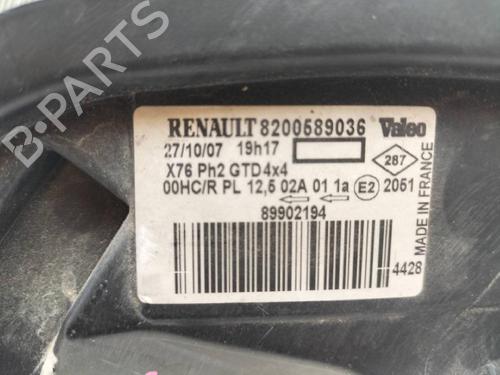 RENAULT 8200589036 Valeo
27/10/07 19h17
287
X76 Ph2 GTD 4x4
00HC/R PL 12,5 02A 01 1a E2 2051
89902194
4428
MADE IN FRANCE
B-PARTS